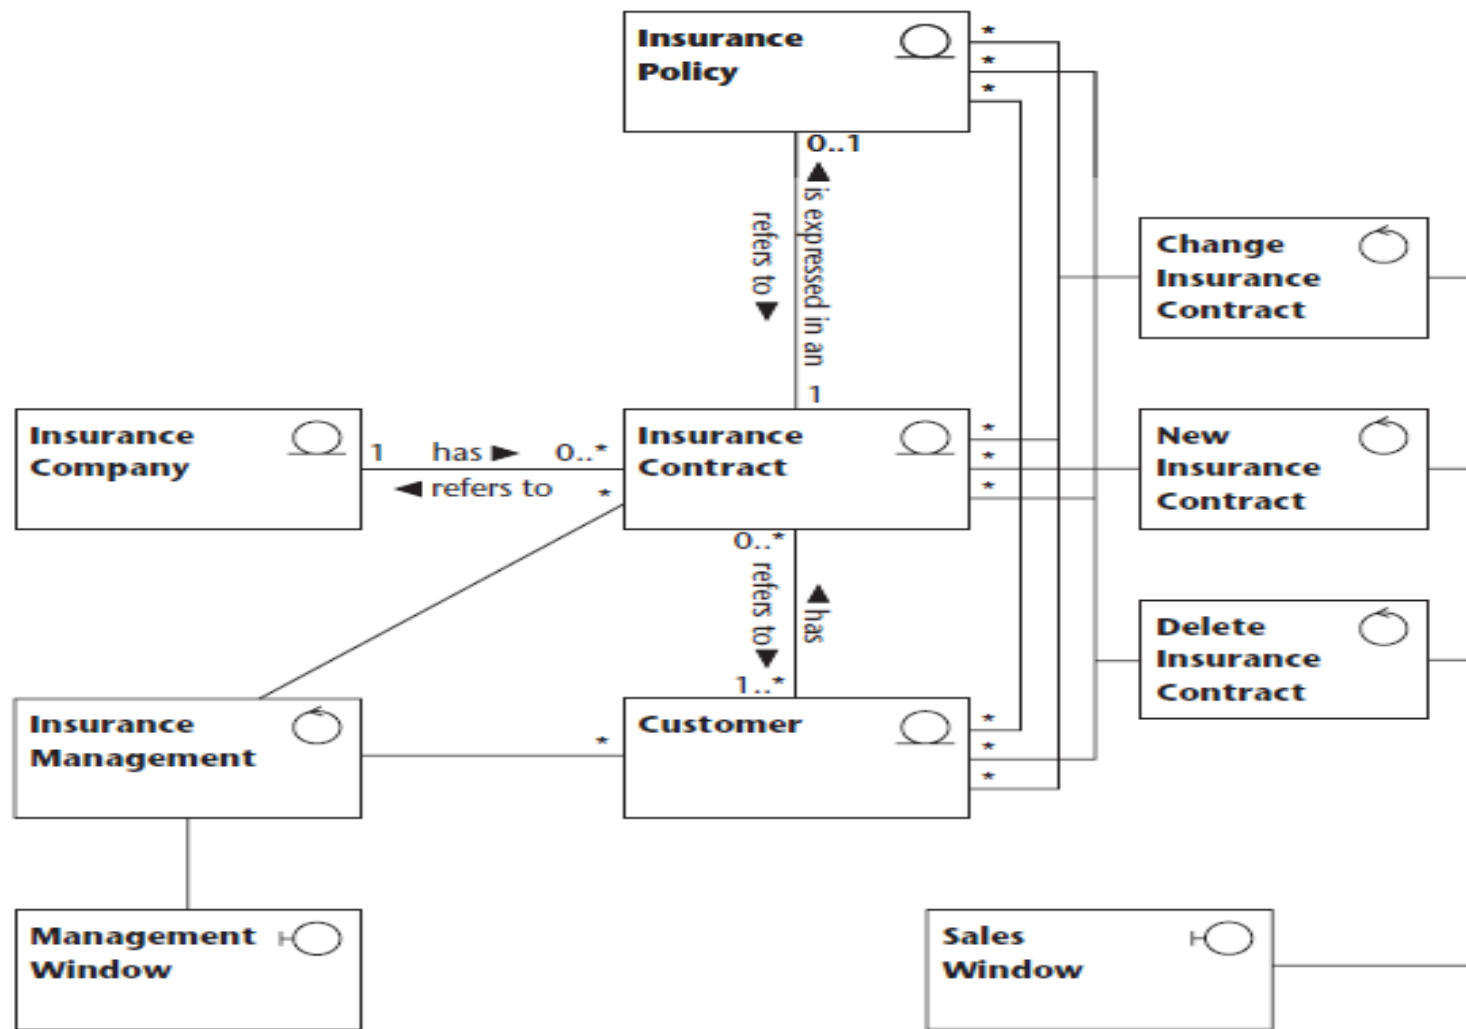 Insurance
Policy
*
*
*
0..1
is expressed in an
refers to
1
Change
Insurance
Contract
Insurance
Company
1 has 0..*
refers to *
Insurance
Contract
*
*
*
New
Insurance
Contract
0..*
refers to
has
1..*
Delete
Insurance
Contract
Insurance
Management
*
Customer
*
*
*
Management
Window
Sales
Window